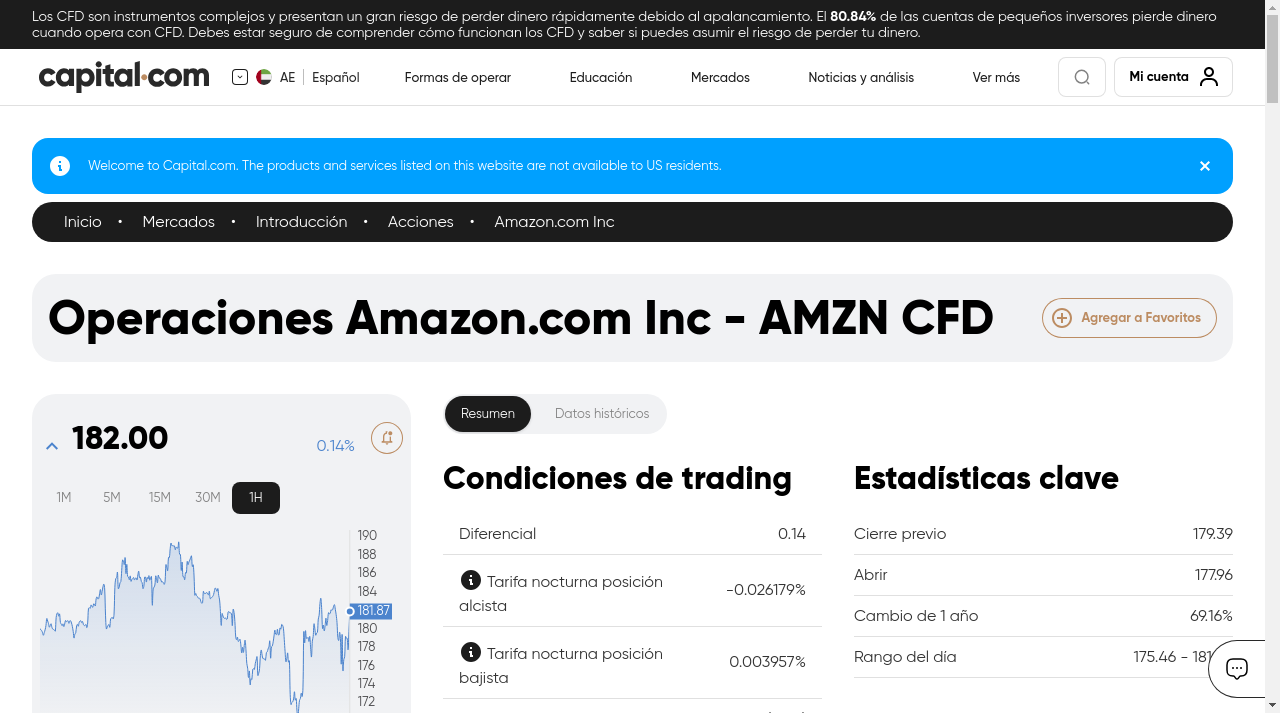 Los CFD son instrumentos complejos y presentan un gran riesgo de perder dinero rápidamente debido al apalancamiento. El 80.84% de las cuentas de pequeños inversores pierde dinero
cuando opera con CFD. Debes estar seguro de comprender cómo funcionan los CFD y saber si puedes asumir el riesgo de perder tu dinero.
capital.com
AE
Español
Formas de operar
Educación
Mercados
Noticias y análisis
Ver más
Mi cuenta
Welcome to Capital.com. The products and services listed on this website are not available to US residents.
Inicio • Mercados • Introducción • Acciones • Amazon.com Inc
Operaciones Amazon.com Inc - AMZN CFD
Agregar a Favoritos
182.00
0.14%
1M 5M 15M 30M 1H
190
188
186
184
181.87
180
178
176
174
172
Resumen
Datos históricos
Condiciones de trading
Diferencial 0.14
Tarifa nocturna posición
alcista
-0.026179%
Tarifa nocturna posición
bajista
0.003957%
Estadísticas clave
Cierre previo 179.39
Abrir 177.96
Cambio de 1 año 69.16%
Rango del día 175.46 -